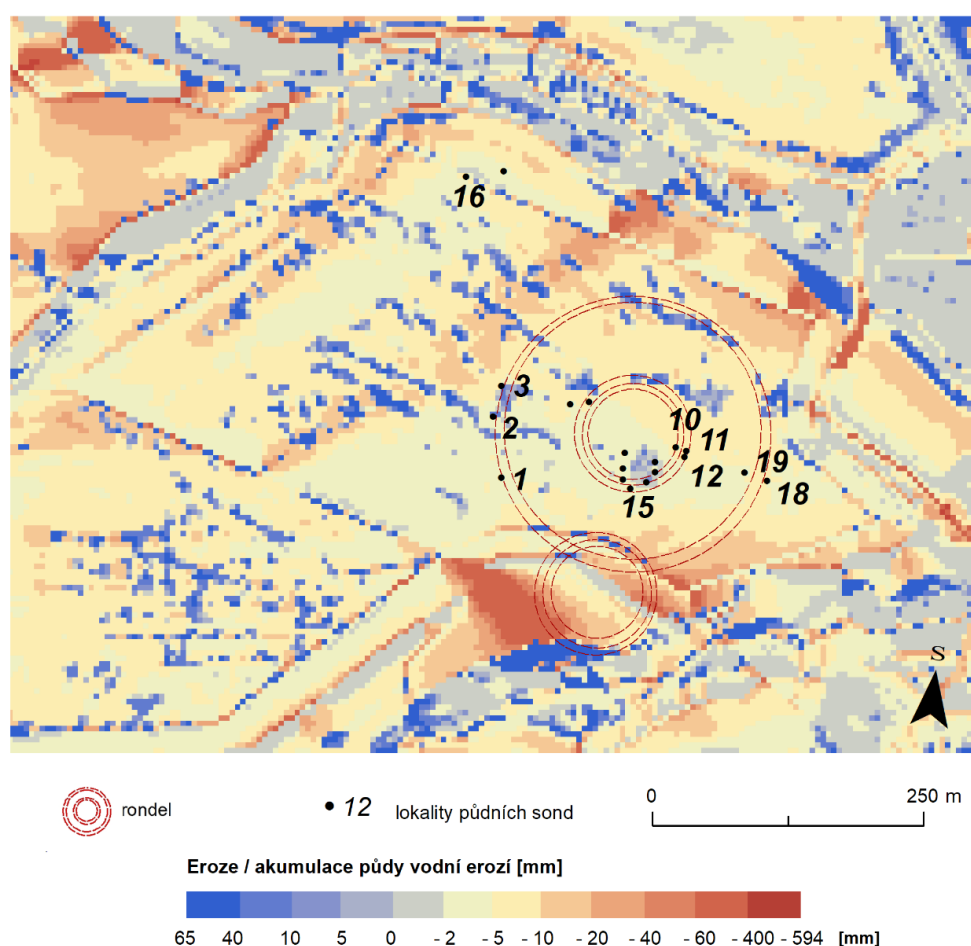 16
3
2
10
11
1
12
19
15
18
S
rondel
12 lokality půdních sond
0 250 m
Eroze / akumulace půdy vodní erozí [mm]
65 40 10 5 0 - 2 - 5 - 10 - 20 - 40 - 60 - 400 - 594 [mm]